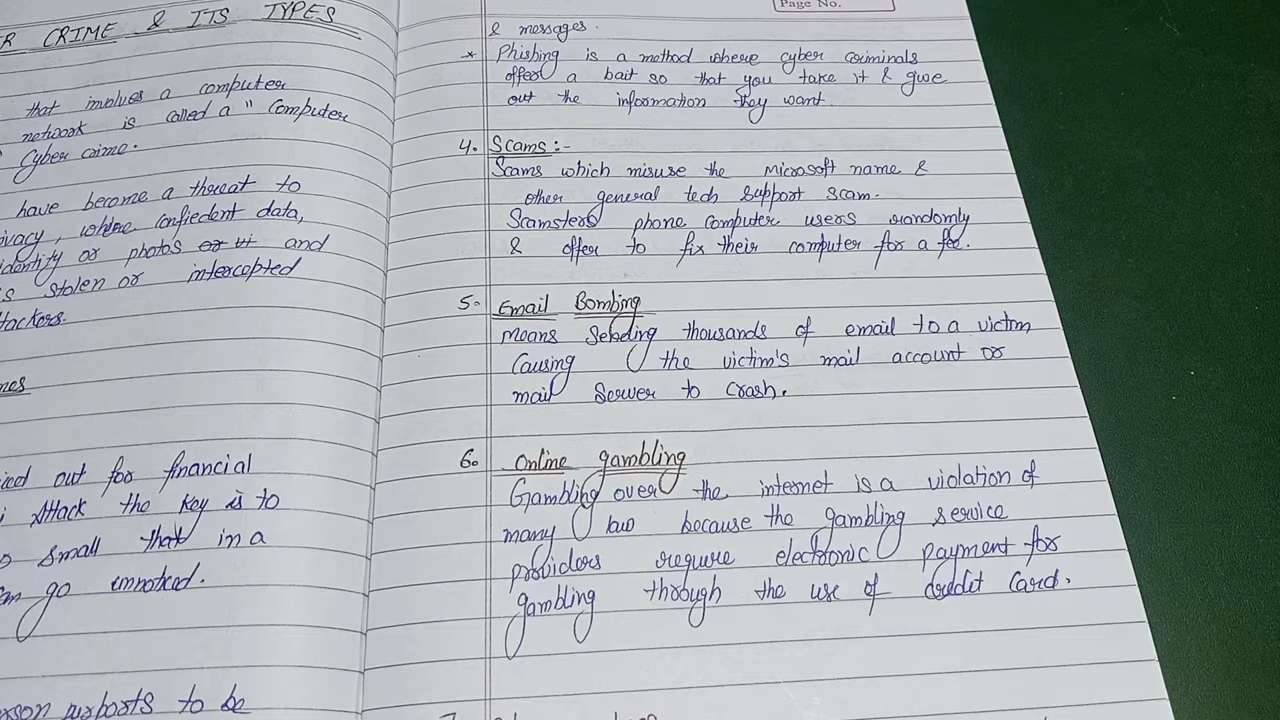 CRIME & ITS TYPES
that involves a computer
network is called a "Computer
Cyber crime.
have become a threat to
where confiedent data,
identity or photos and
stolen or intercepted
financial
out for
Attack the key is to
small that in a
go unnoticed.
purports to be
Page No.
& messages.
* Phishing is a method where cyber criminals
offer a bait so that you take it & give
out the information they want
4. Scams:-
Scams which misuse the Microsoft name &
other general tech support scam.
Scamsters phone computer users randomly
& offer to fix their computer for a fee.
5. Email Bombing
Means Sending thousands of email to a victim
Causing the victim's mail account or
mail Server to crash.
6. Online gambling
Gambling over the internet is a violation of
many law because the gambling service
providers require electronic payment for
gambling through the use of credit Card.